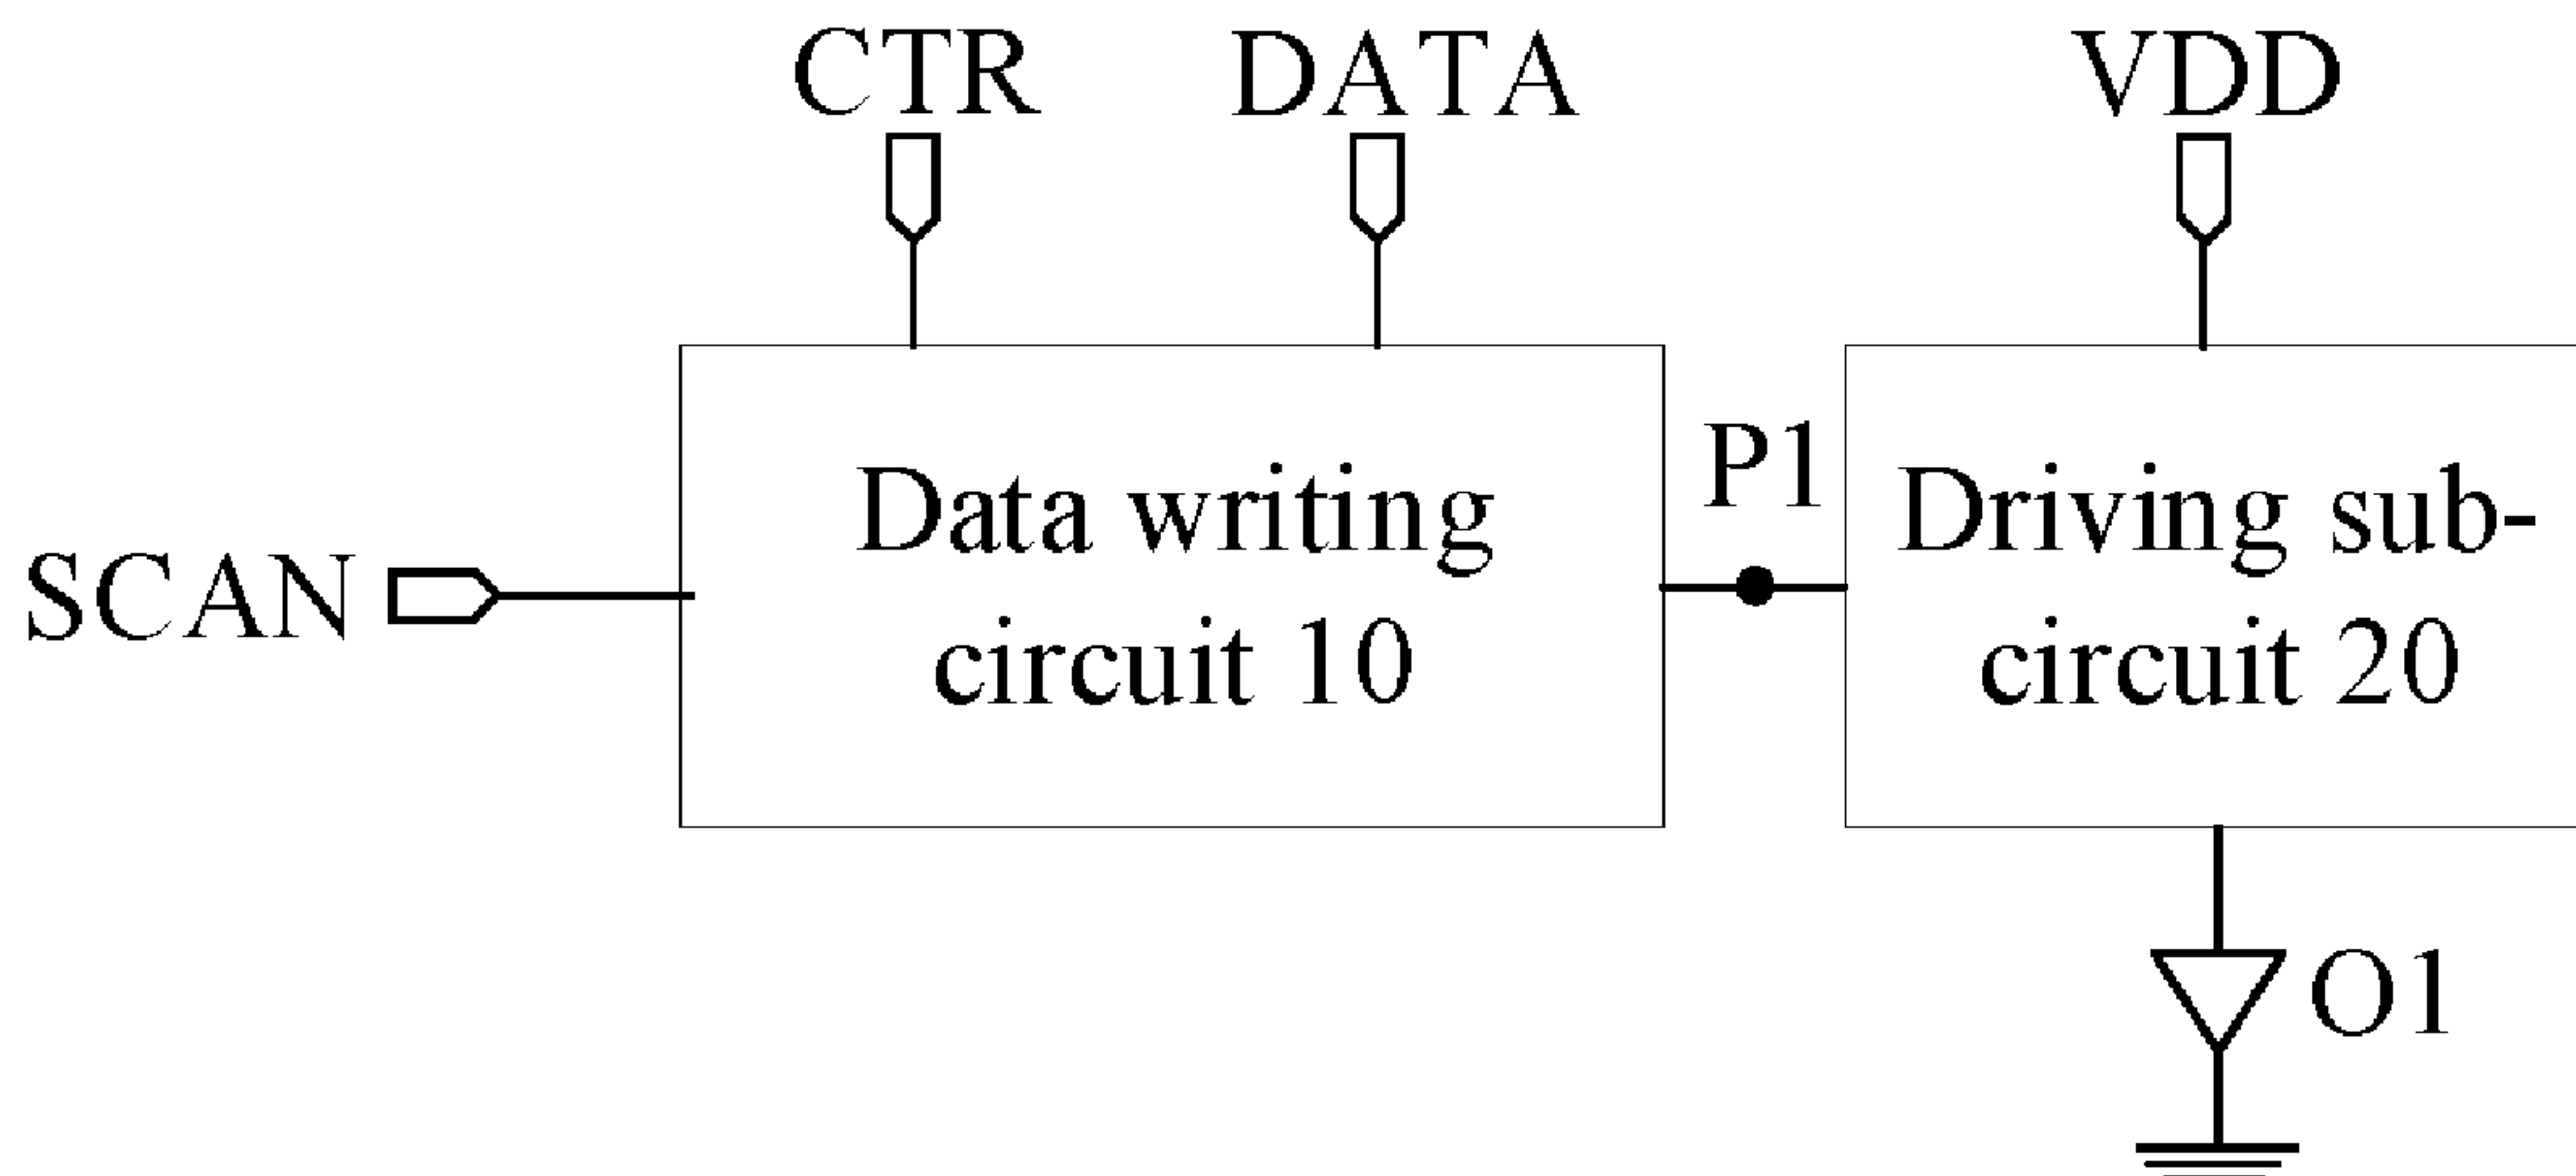 CTR
DATA
VDD
SCAN
Data writing
circuit 10
P1
Driving sub-
circuit 20
O1